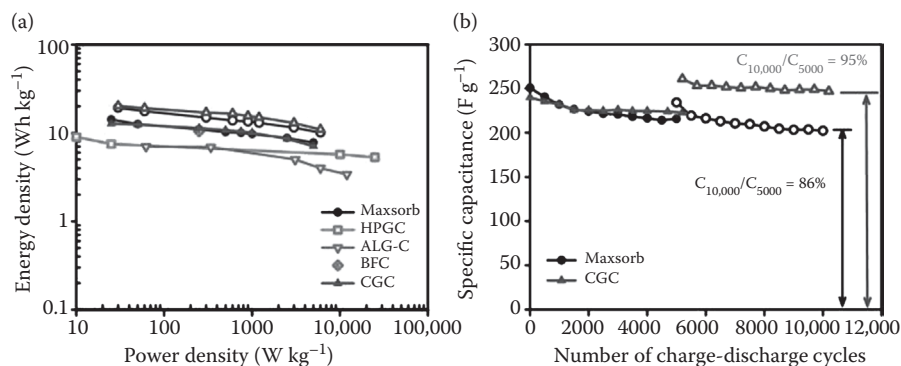 (a)
100
10
1
0.1
Energy density (Wh kg⁻¹)
Maxsorb
HPGC
ALG-C
BFC
CGC
10
100
1000
10,000
100,000
Power density (W kg⁻¹)
(b)
300
250
200
150
100
50
0
Specific capacitance (F g⁻¹)
C₁₀,₀₀₀/C₅₀₀₀ = 95%
C₁₀,₀₀₀/C₅₀₀₀ = 86%
Maxsorb
CGC
0
2000
4000
6000
8000
10,000
12,000
Number of charge-discharge cycles